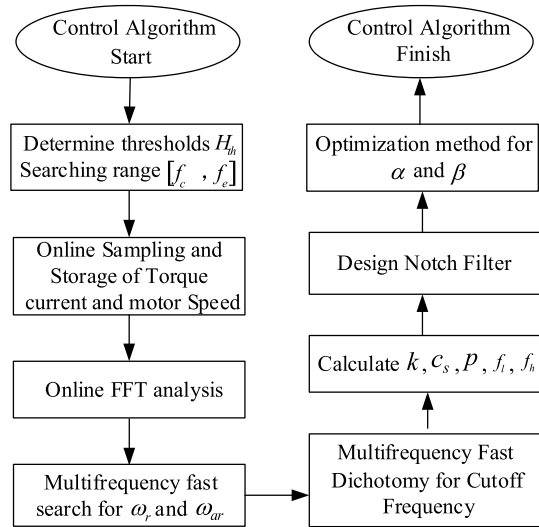 Control Algorithm
Start
Determine thresholds H_th
Searching range [f_c , f_e]
Online Sampling and
Storage of Torque
current and motor Speed
Online FFT analysis
Multifrequency fast
search for ω_r and ω_ar
Multifrequency Fast
Dichotomy for Cutoff
Frequency
Calculate k, c_s, p, f_l, f_h
Design Notch Filter
Optimization method for
α and β
Control Algorithm
Finish